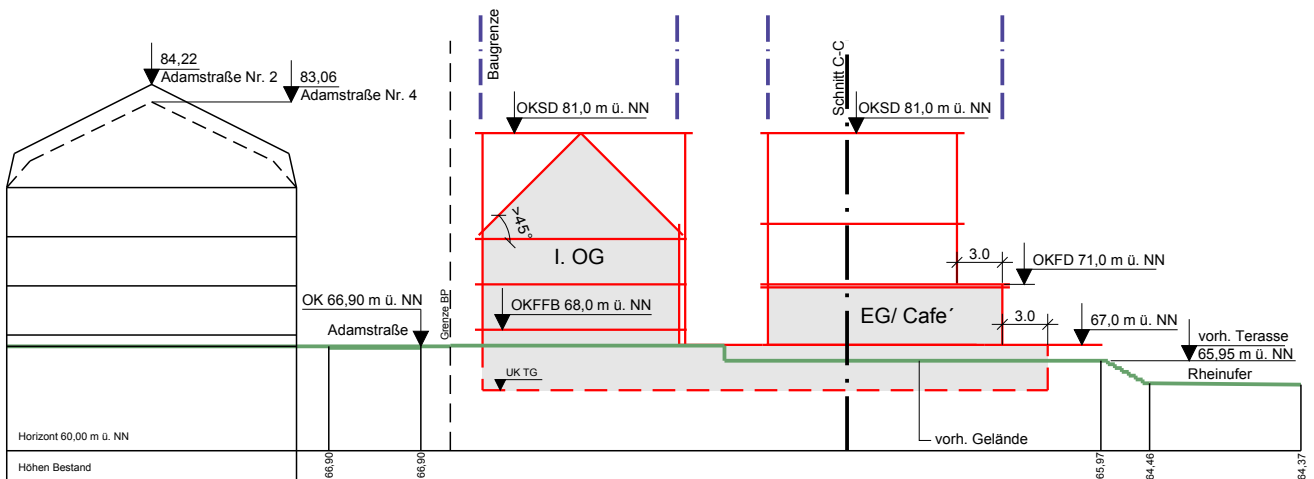 84,22
Adamstraße Nr. 2
83,06
Adamstraße Nr. 4
Baugrenze
Schnitt C-C
OKSD 81,0 m ü. NN
OKSD 81,0 m ü. NN
>45°
I. OG
3.0
OKFD 71,0 m ü. NN
OK 66,90 m ü. NN
Adamstraße
Grenze BP
OKFFB 68,0 m ü. NN
EG/ Cafe´
3.0
67,0 m ü. NN
vorh. Terasse
65,95 m ü. NN
Rheinufer
UK TG
Horizont 60,00 m ü. NN
vorh. Gelände
Höhen Bestand
66,90
66,90
65,97
64,46
64,37